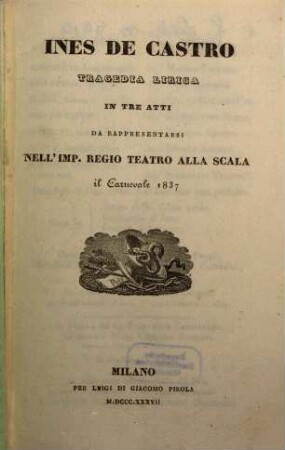 INES DE CASTRO
TRAGEDIA LIRICA
IN TRE ATTI
DA RAPPRESENTARSI
NELL'IMP. REGIO TEATRO ALLA SCALA
il Carnovale 1837
MILANO
PER LUIGI DI GIACOMO PIROLA
M.DCCC.XXXVII